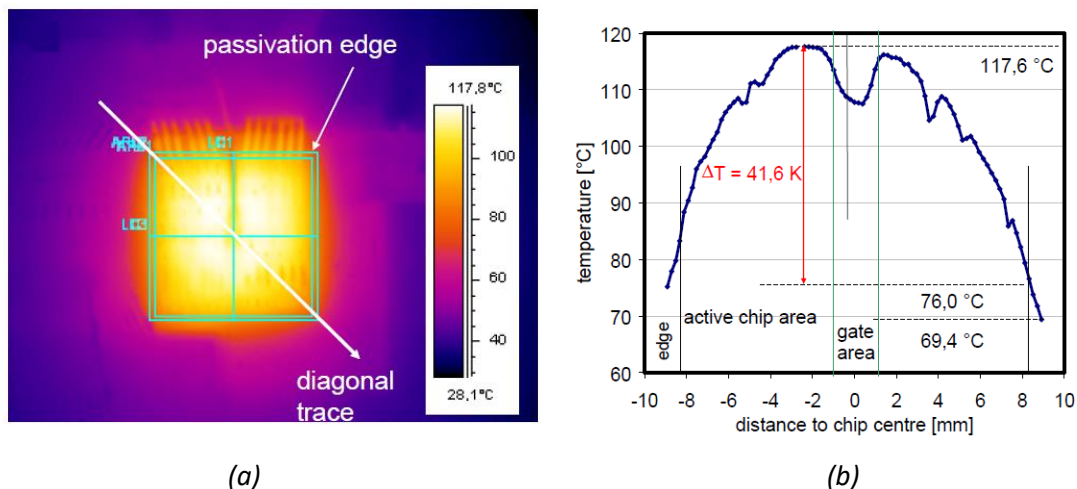 passivation edge
117,8°C
100
80
60
40
28,1°C
LI01
LI03
diagonal
trace
(a)
120
110
100
90
80
70
60
temperature [°C]
117,6 °C
ΔT = 41,6 K
76,0 °C
69,4 °C
edge
active chip area
gate
area
-10 -8 -6 -4 -2 0 2 4 6 8 10
distance to chip centre [mm]
(b)